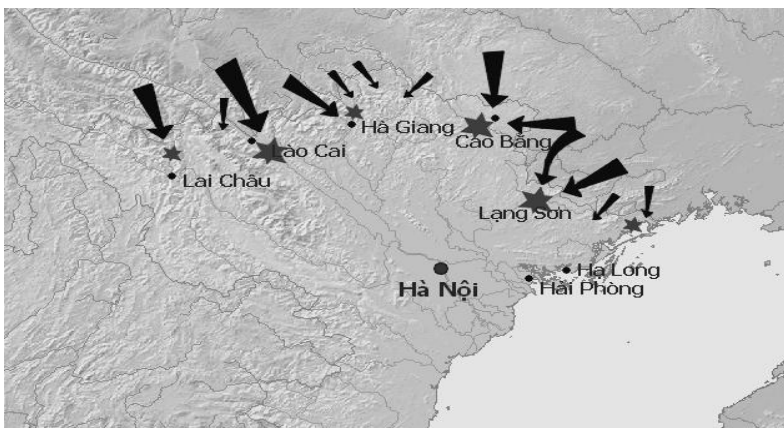 Hà Giang
Cao Bằng
Lào Cai
Lai Châu
Lạng Sơn
Hạ Long
Hà Nội
Hải Phòng